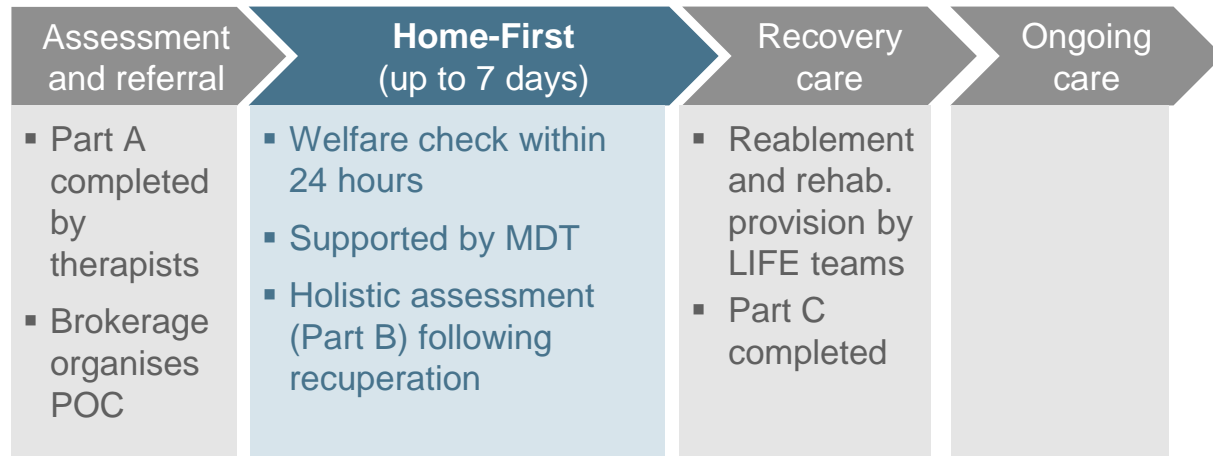 Assessment
and referral
Home-First
(up to 7 days)
Recovery
care
Ongoing
care
▪ Part A
completed
by
therapists
▪ Brokerage
organises
POC
▪ Welfare check within
24 hours
▪ Supported by MDT
▪ Holistic assessment
(Part B) following
recuperation
▪ Reablement
and rehab.
provision by
LIFE teams
▪ Part C
completed